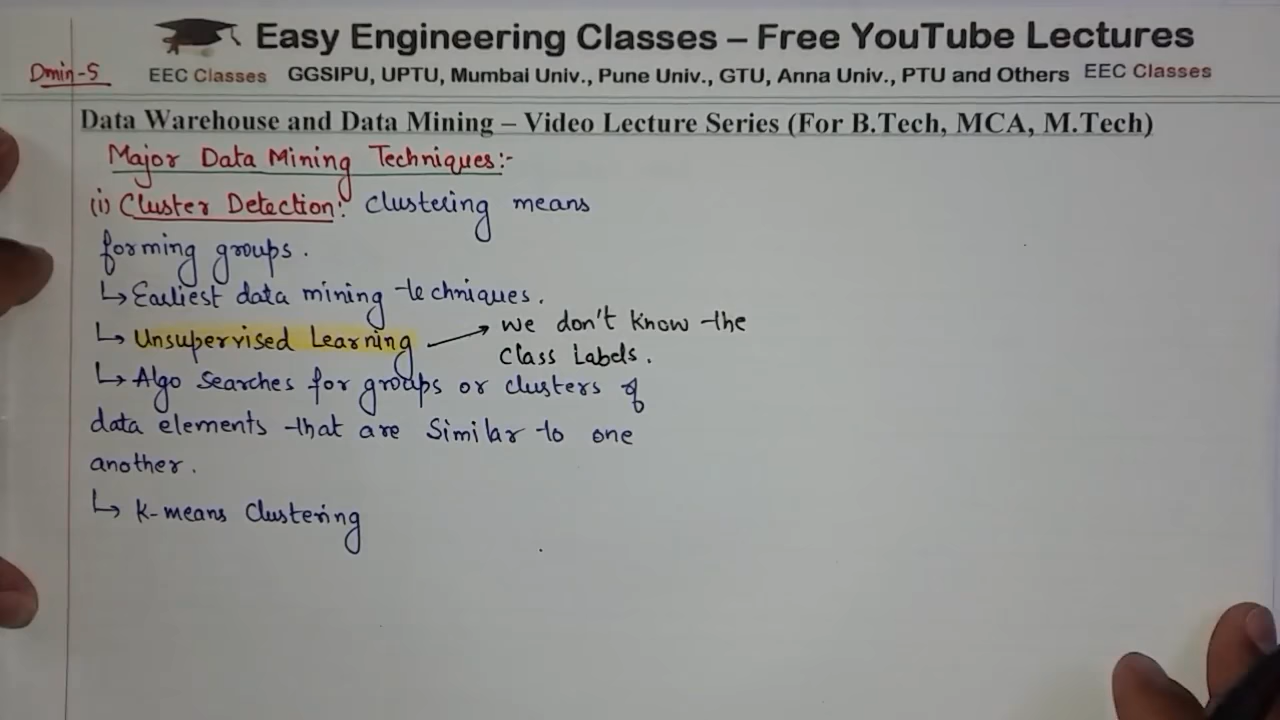 Easy Engineering Classes – Free YouTube Lectures
Dmin-5
EEC Classes GGSIPU, UPTU, Mumbai Univ., Pune Univ., GTU, Anna Univ., PTU and Others EEC Classes
Data Warehouse and Data Mining – Video Lecture Series (For B.Tech, MCA, M.Tech)
Major Data Mining Techniques:-
(i) Cluster Detection: clustering means
forming groups.
↳ Earliest data mining techniques.
↳ Unsupervised Learning → we don't know the
class Labels.
↳ Algo searches for groups or clusters of
data elements that are similar to one
another.
↳ k-means clustering